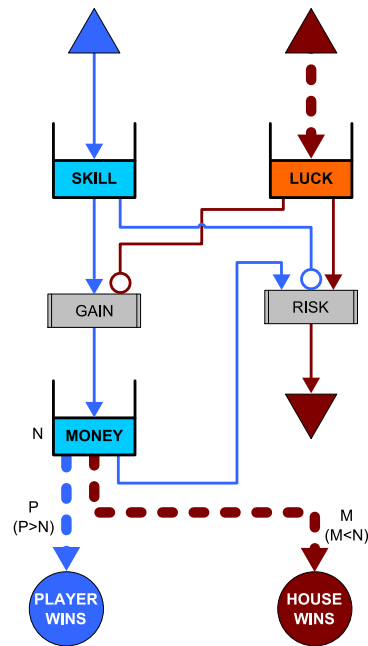 SKILL
LUCK
GAIN
RISK
N
MONEY
P
(P>N)
M
(M<N)
PLAYER
WINS
HOUSE
WINS